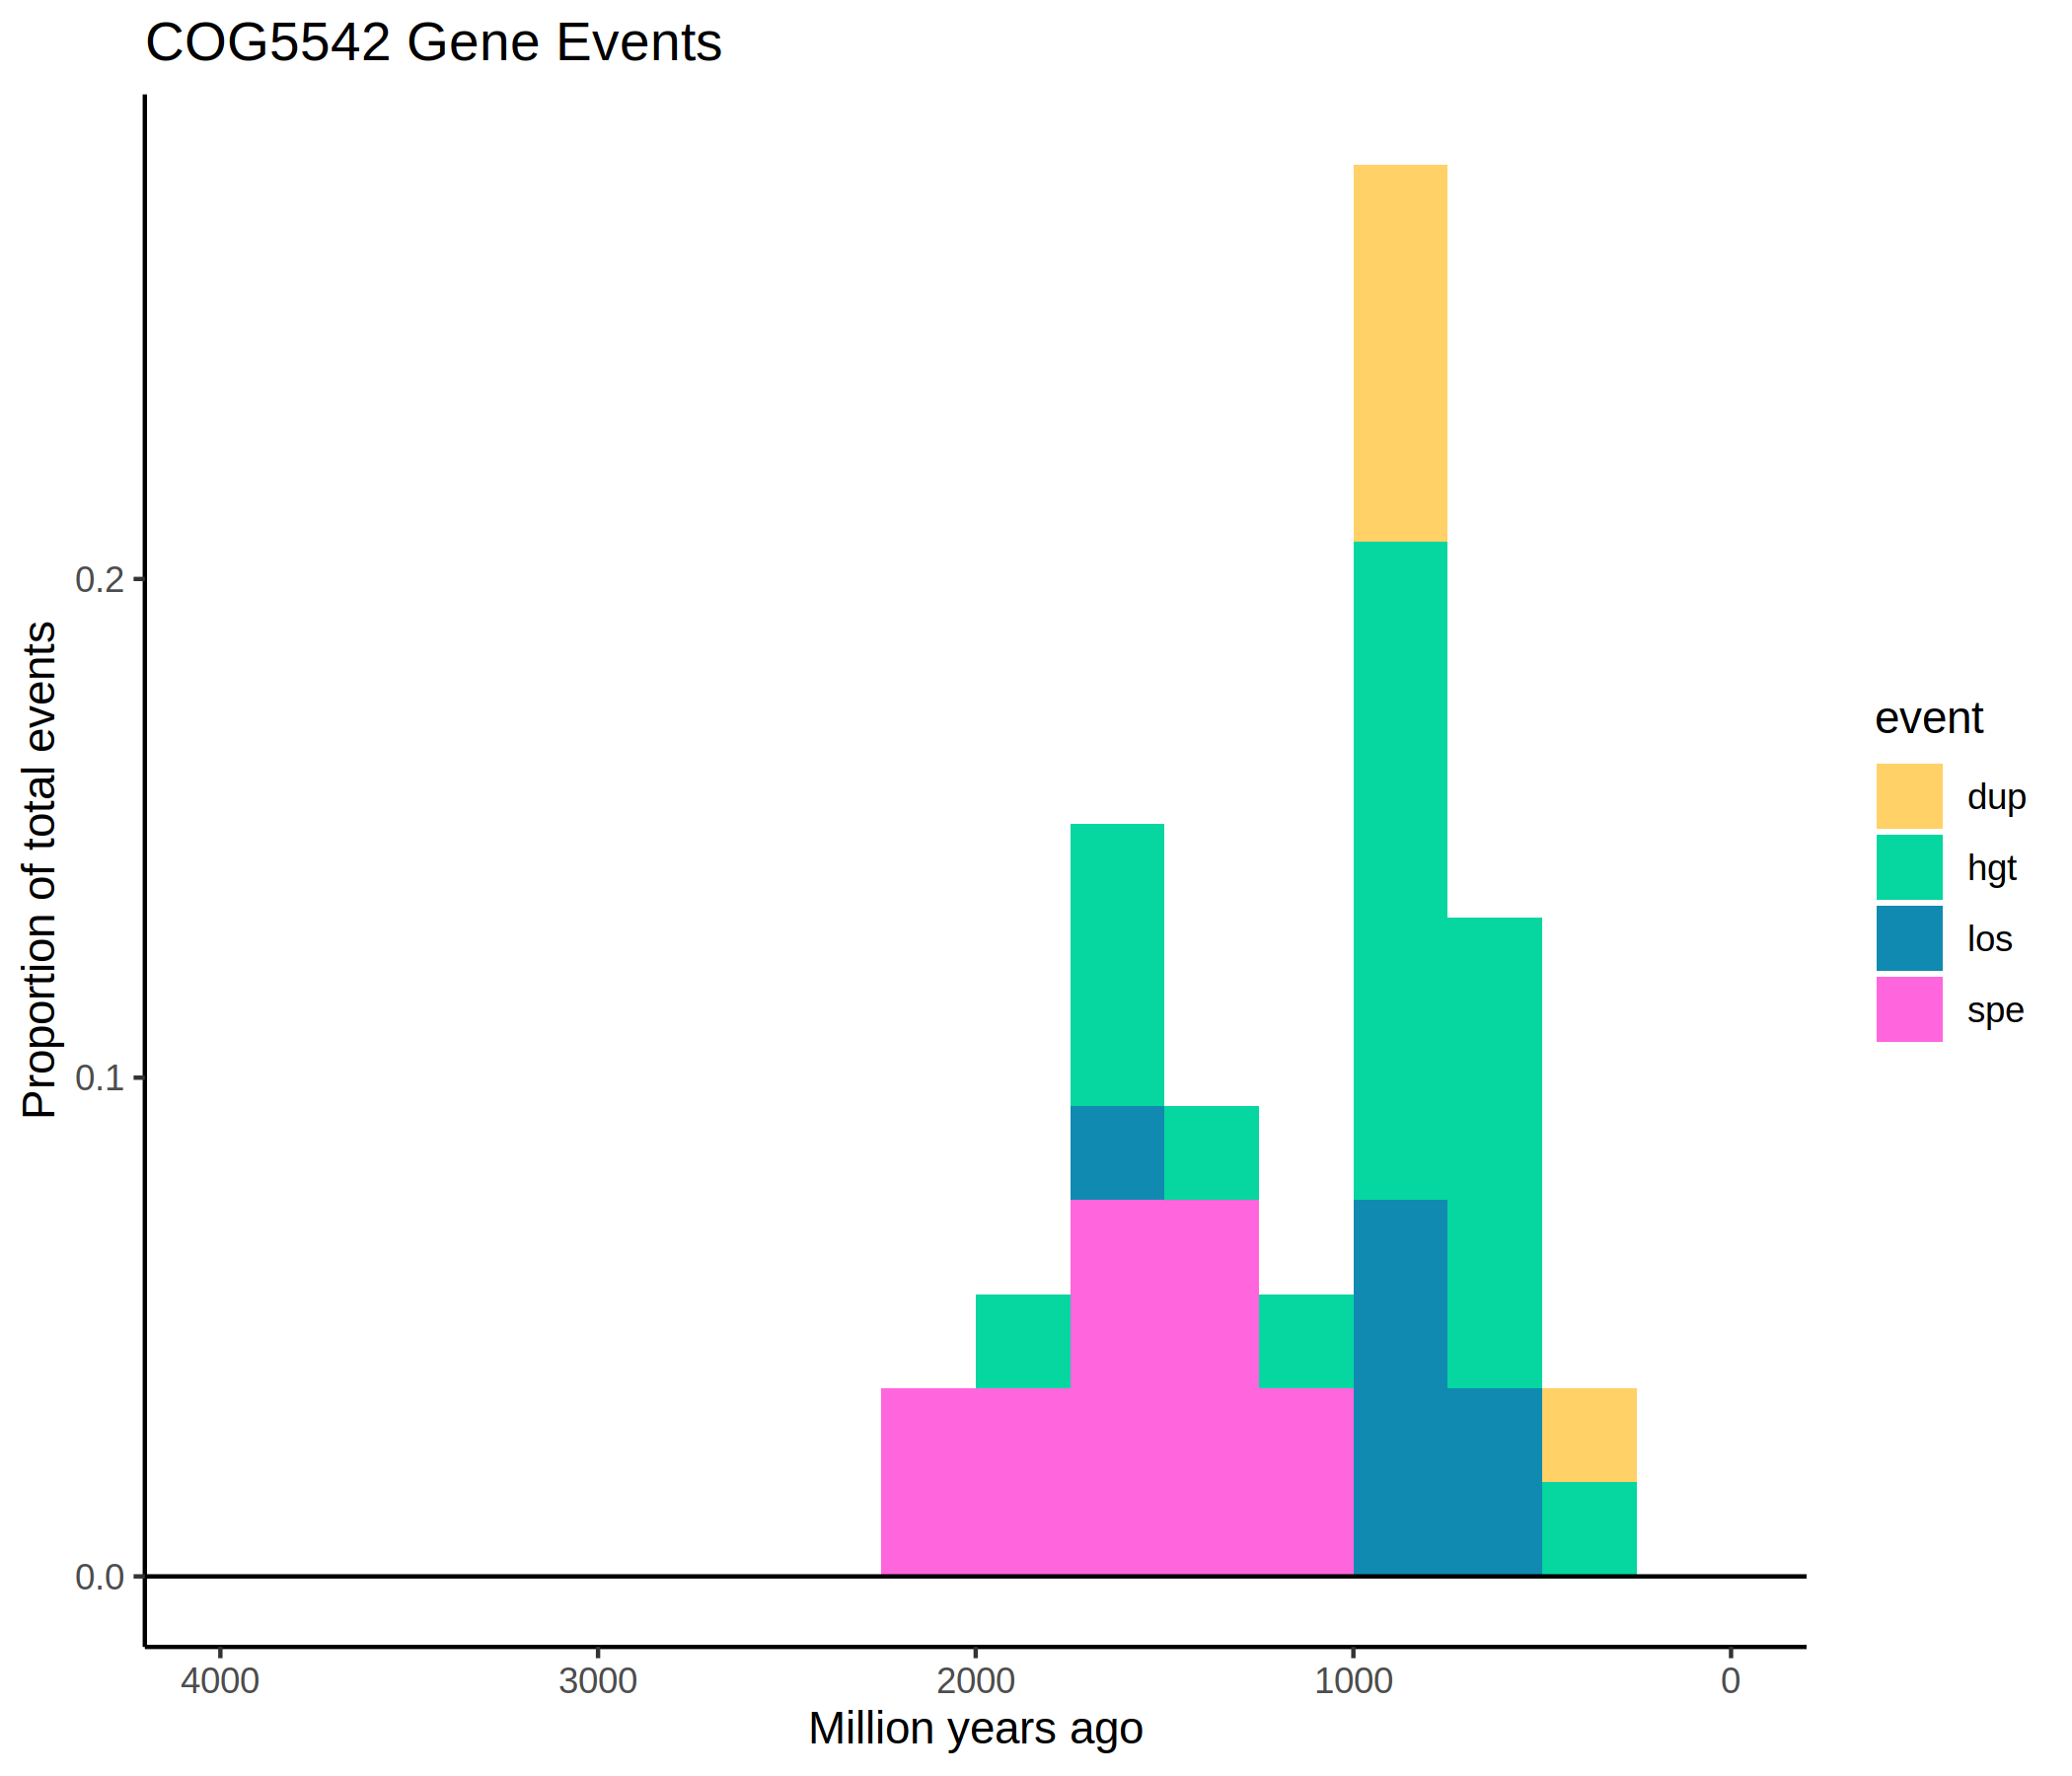 COG5542 Gene Events
Proportion of total events
0.2
0.1
0.0
4000 3000 2000 1000 0
Million years ago
event
dup
hgt
los
spe